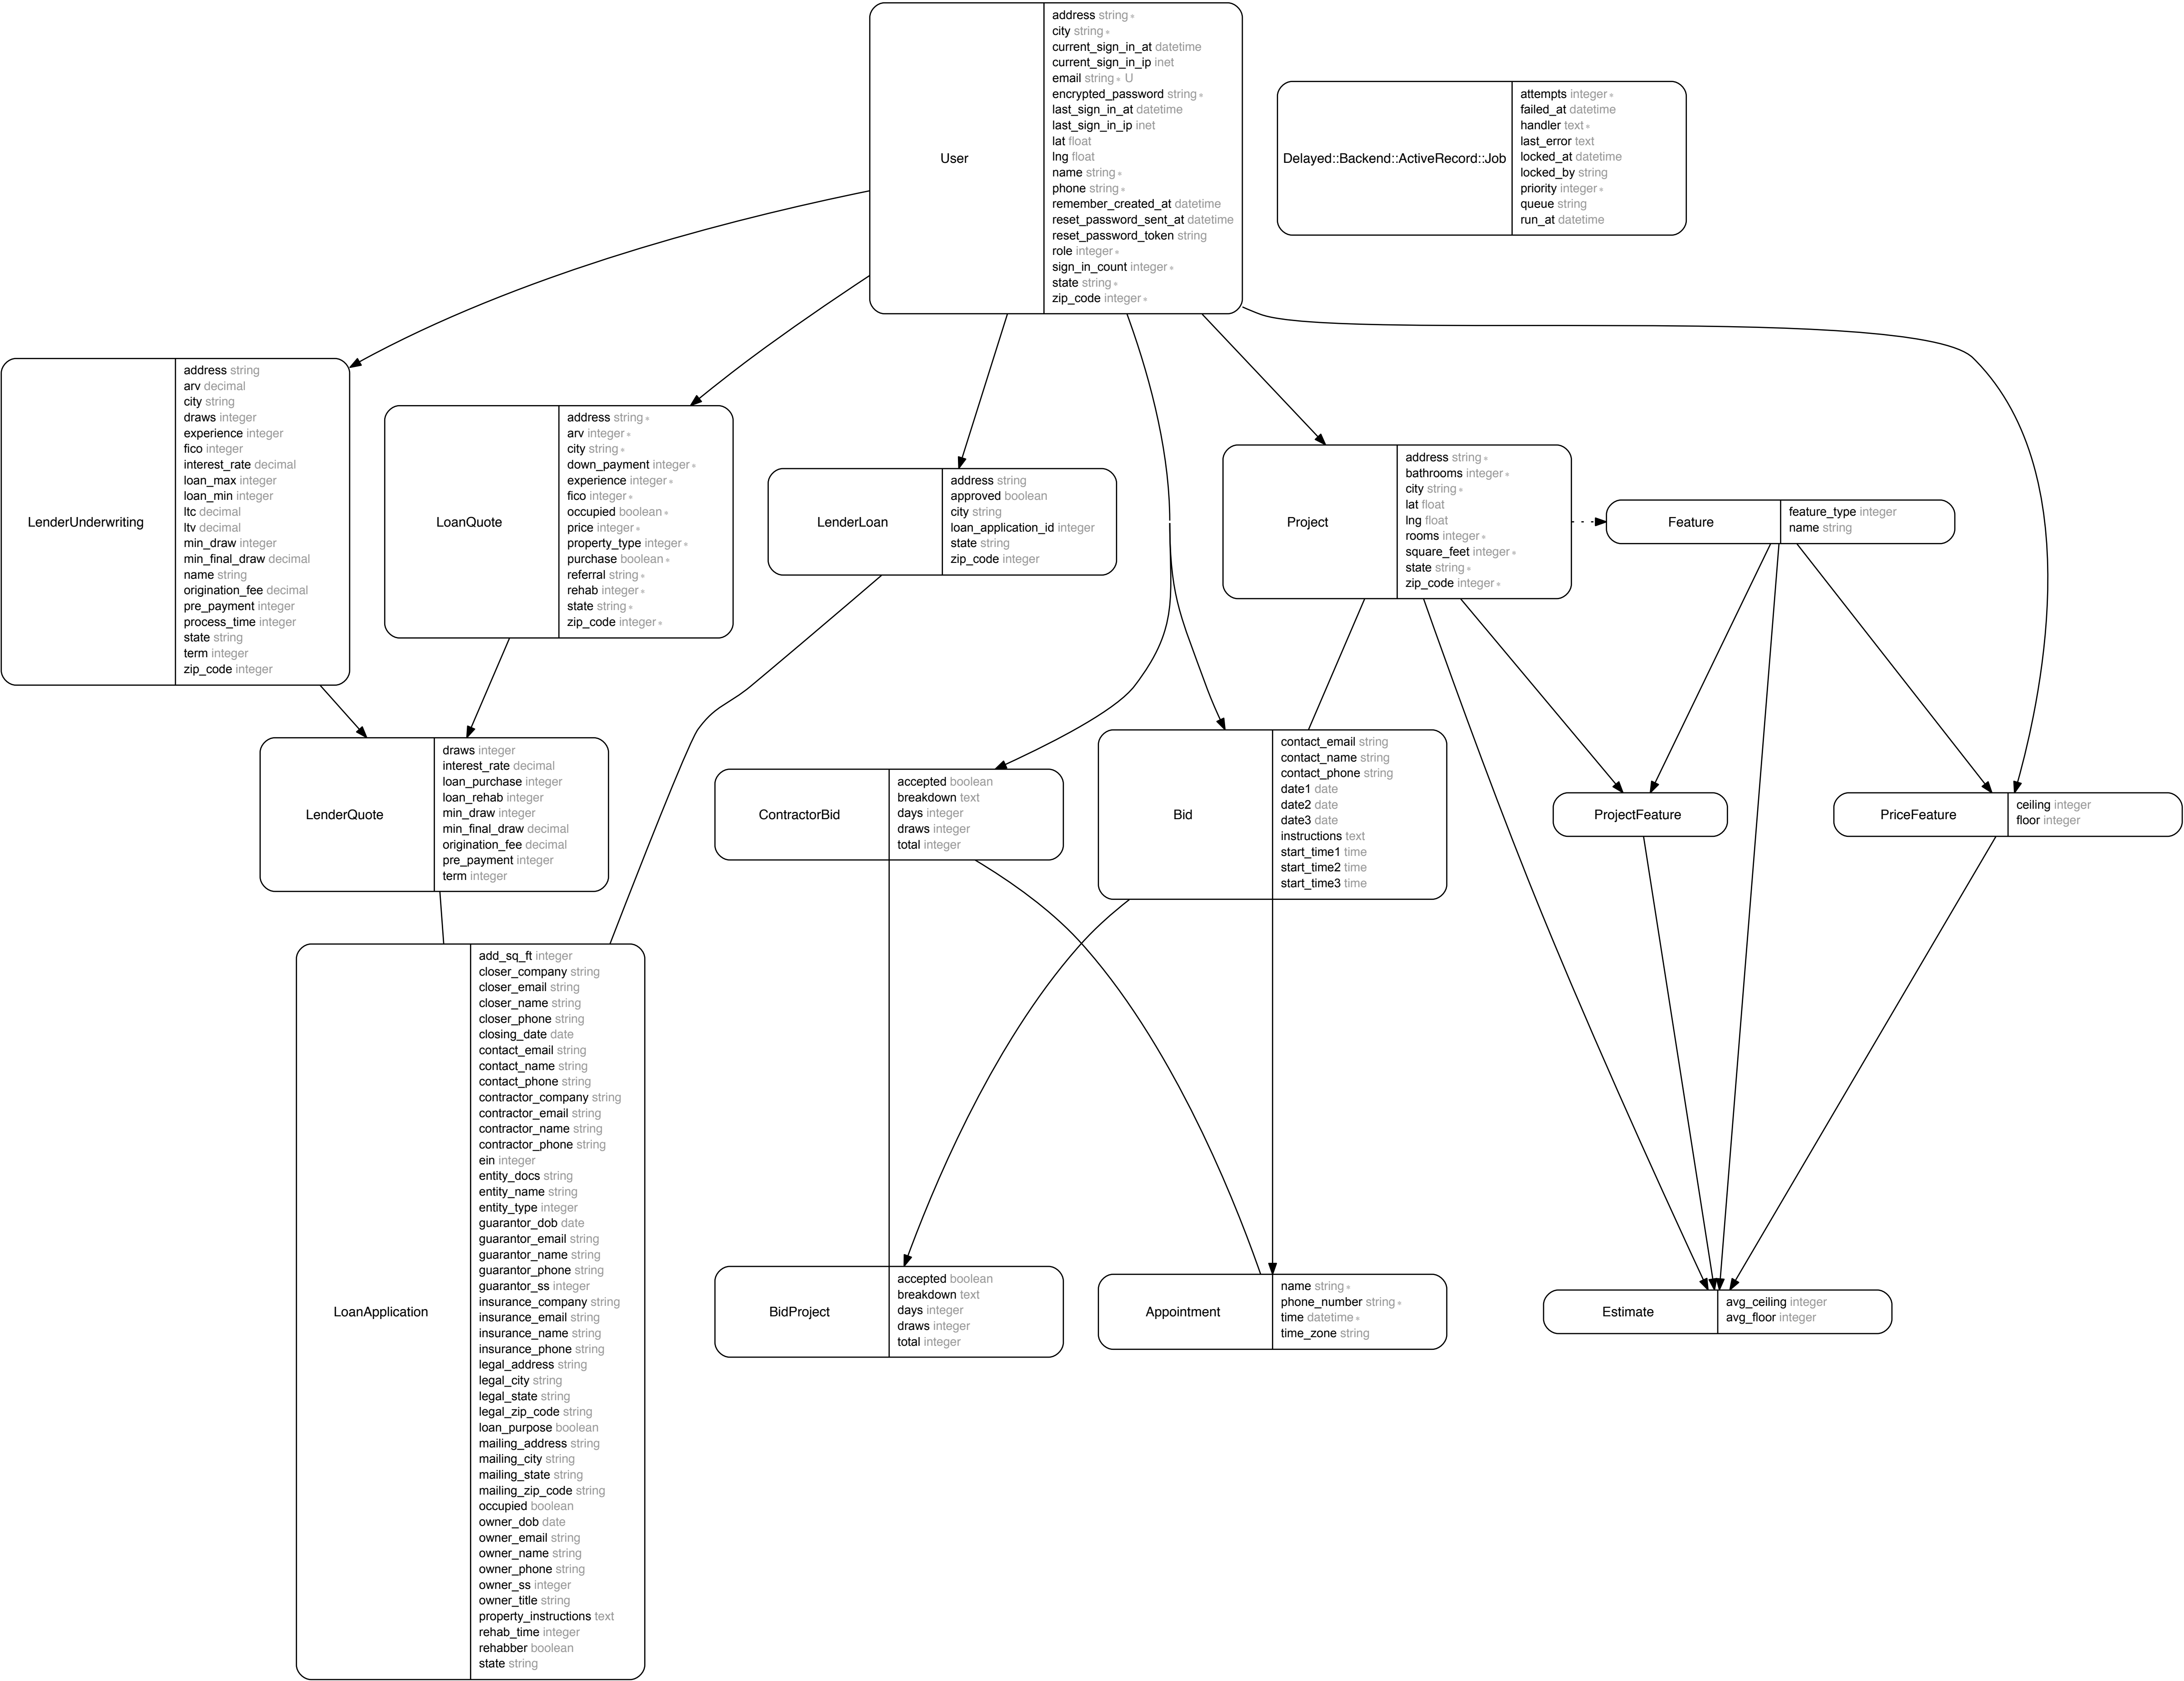 User
address string *
city string *
current_sign_in_at datetime
current_sign_in_ip inet
email string * U
encrypted_password string *
last_sign_in_at datetime
last_sign_in_ip inet
lat float
lng float
name string *
phone string *
remember_created_at datetime
reset_password_sent_at datetime
reset_password_token string
role integer *
sign_in_count integer *
state string *
zip_code integer *
Delayed::Backend::ActiveRecord::Job
attempts integer *
failed_at datetime
handler text *
last_error text
locked_at datetime
locked_by string
priority integer *
queue string
run_at datetime
LenderUnderwriting
address string
arv decimal
city string
draws integer
experience integer
fico integer
interest_rate decimal
loan_max integer
loan_min integer
ltc decimal
ltv decimal
min_draw integer
min_final_draw decimal
name string
origination_fee decimal
pre_payment integer
process_time integer
state string
term integer
zip_code integer
LoanQuote
address string *
arv integer *
city string *
down_payment integer *
experience integer *
fico integer *
occupied boolean *
price integer *
property_type integer *
purchase boolean *
referral string *
rehab integer *
state string *
zip_code integer *
LenderLoan
address string
approved boolean
city string
loan_application_id integer
state string
zip_code integer
Project
address string *
bathrooms integer *
city string *
lat float
lng float
rooms integer *
square_feet integer *
state string *
zip_code integer *
Feature
feature_type integer
name string
LenderQuote
draws integer
interest_rate decimal
loan_purchase integer
loan_rehab integer
min_draw integer
min_final_draw decimal
origination_fee decimal
pre_payment integer
term integer
ContractorBid
accepted boolean
breakdown text
days integer
draws integer
total integer
Bid
contact_email string
contact_name string
contact_phone string
date1 date
date2 date
date3 date
instructions text
start_time1 time
start_time2 time
start_time3 time
ProjectFeature
PriceFeature
ceiling integer
floor integer
LoanApplication
add_sq_ft integer
closer_company string
closer_email string
closer_name string
closer_phone string
closing_date date
contact_email string
contact_name string
contact_phone string
contractor_company string
contractor_email string
contractor_name string
contractor_phone string
ein integer
entity_docs string
entity_name string
entity_type integer
guarantor_dob date
guarantor_email string
guarantor_name string
guarantor_phone string
guarantor_ss integer
insurance_company string
insurance_email string
insurance_name string
insurance_phone string
legal_address string
legal_city string
legal_state string
legal_zip_code string
loan_purpose boolean
mailing_address string
mailing_city string
mailing_state string
mailing_zip_code string
occupied boolean
owner_dob date
owner_email string
owner_name string
owner_phone string
owner_ss integer
owner_title string
property_instructions text
rehab_time integer
rehabber boolean
state string
BidProject
accepted boolean
breakdown text
days integer
draws integer
total integer
Appointment
name string *
phone_number string *
time datetime *
time_zone string
Estimate
avg_ceiling integer
avg_floor integer